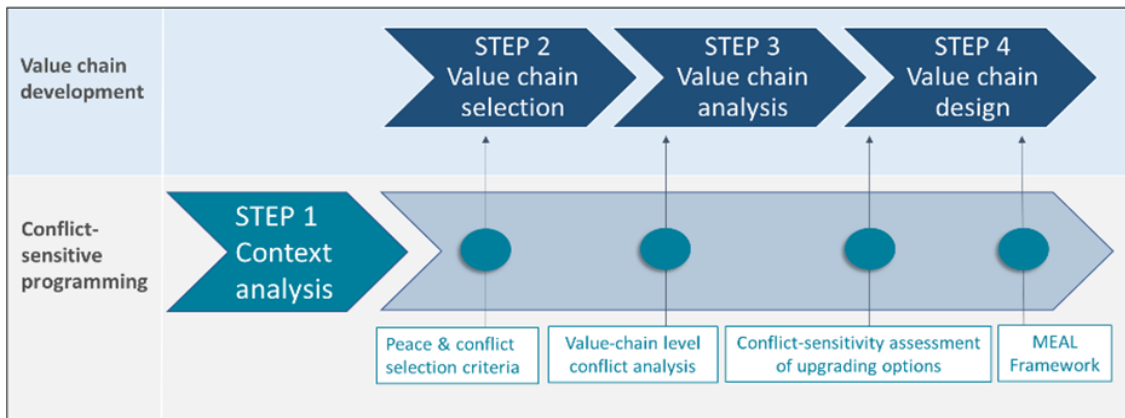 Value chain
development
STEP 2
Value chain
selection
STEP 3
Value chain
analysis
STEP 4
Value chain
design
Conflict-
sensitive
programming
STEP 1
Context
analysis
Peace & conflict
selection criteria
Value-chain level
conflict analysis
Conflict-sensitivity assessment
of upgrading options
MEAL
Framework